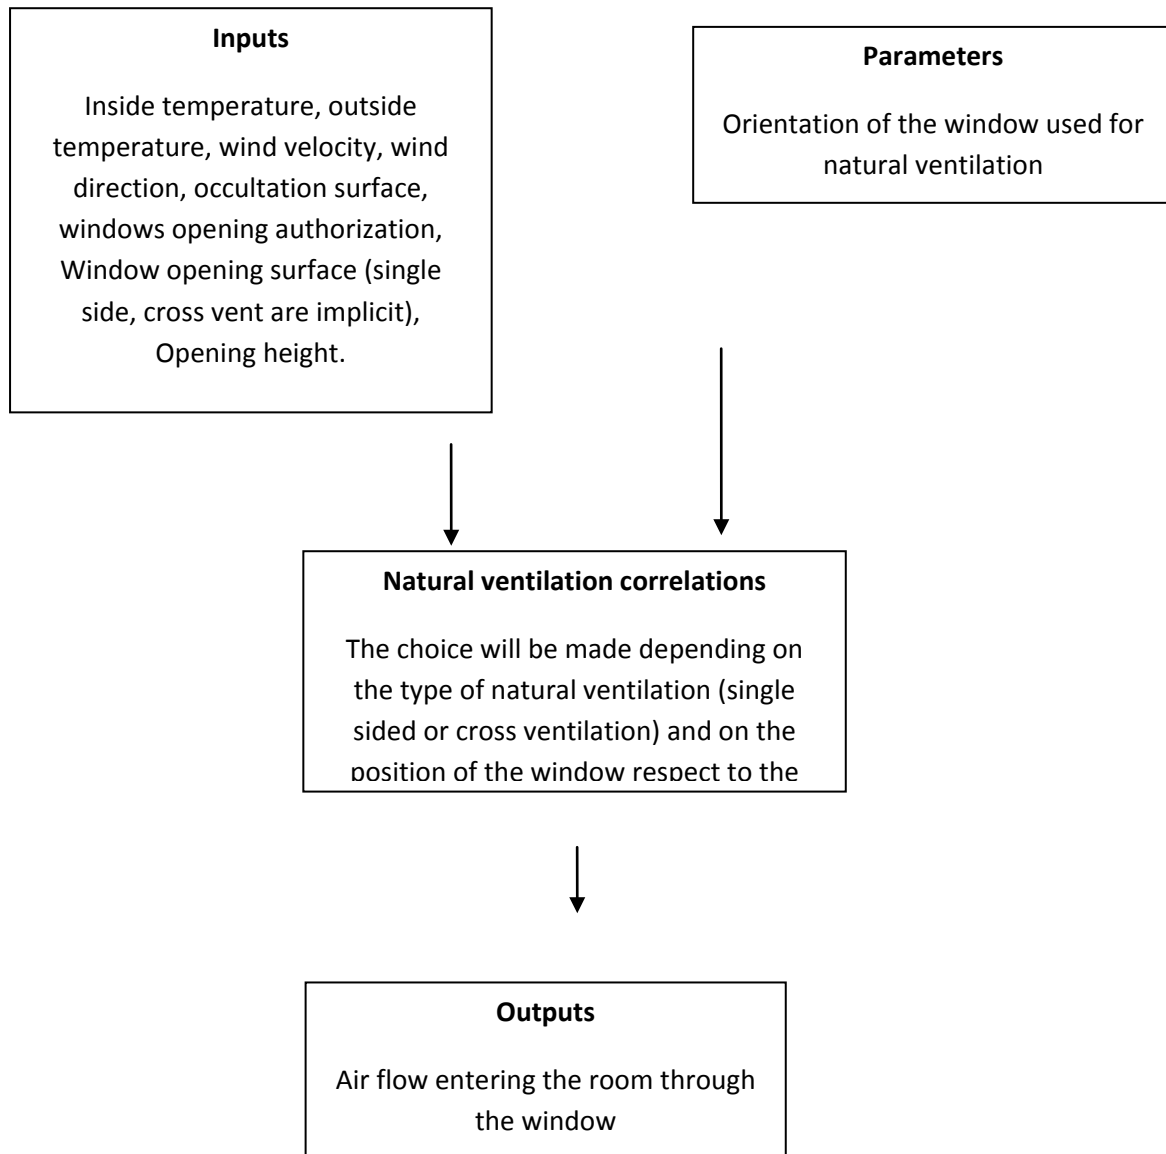 Inputs
Inside temperature, outside
temperature, wind velocity, wind
direction, occultation surface,
windows opening authorization,
Window opening surface (single
side, cross vent are implicit),
Opening height.
Parameters
Orientation of the window used for
natural ventilation
Natural ventilation correlations
The choice will be made depending on
the type of natural ventilation (single
sided or cross ventilation) and on the
position of the window respect to the
Outputs
Air flow entering the room through
the window